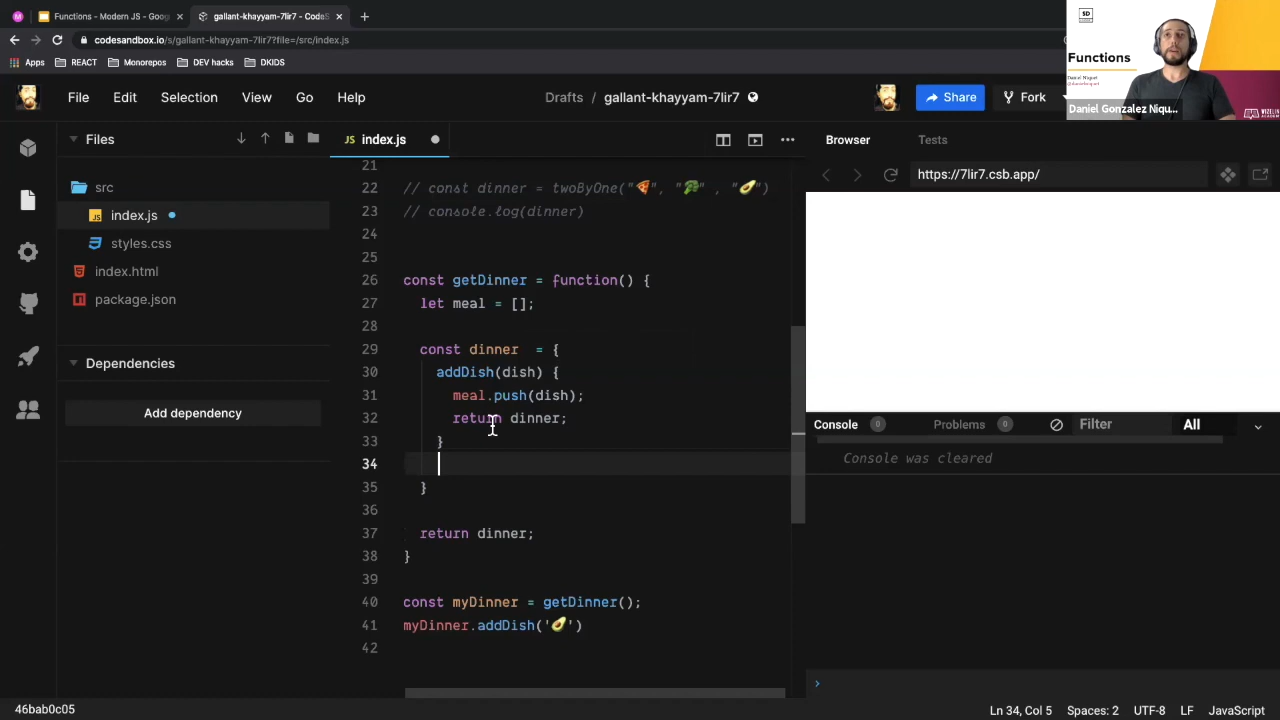 Functions - Modern JS - Goog
gallant-khayyam-7lir7 - CodeS
codesandbox.io/s/gallant-khayyam-7lir7?file=/src/index.js
Apps REACT Monorepos Dev Hacks DKIDS
SD
Functions
Daniel Niquet
@danielniquet
WIZELINE
ACADEMY
Daniel Gonzalez Niqu...
File Edit Selection View Go Help
Drafts / gallant-khayyam-7lir7
Share
Fork
Files
src
index.js
styles.css
index.html
package.json
Dependencies
Add dependency
JS index.js
21
22 // const dinner = twoByOne("🍕", "🥦" , "🥑")
23 // console.log(dinner)
24
25
26 const getDinner = function() {
27 let meal = [];
28
29 const dinner  = {
30 addDish(dish) {
31 meal.push(dish);
32 return dinner;
33 }
34
35 }
36
37 return dinner;
38 }
39
40 const myDinner = getDinner();
41 myDinner.addDish('🥑')
42
Browser Tests
https://7lir7.csb.app/
Console 0 Problems 0 Filter All
Console was cleared
›
46bab0c05
Ln 34, Col 5 Spaces: 2 UTF-8 LF JavaScript